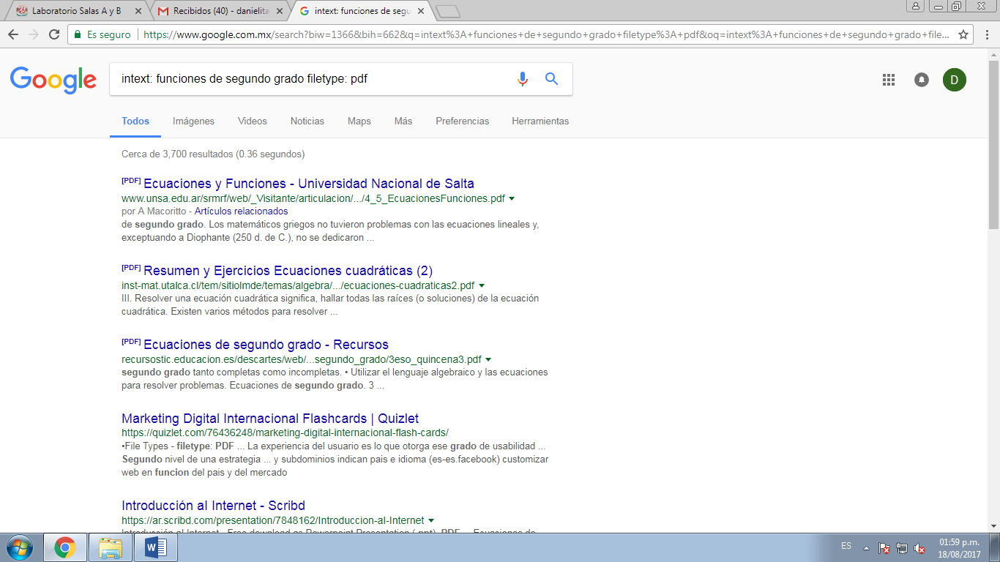 Laboratorio Salas A y B
Recibidos (40) - danielita
intext: funciones de segu
Es seguro
https://www.google.com.mx/search?biw=1366&bih=662&q=intext%3A+funciones+de+segundo+grado+filetype%3A+pdf&oq=intext%3A+funciones+de+segundo+grado+file...
Google
intext: funciones de segundo grado filetype: pdf
D
Todos Imágenes Videos Noticias Maps Más Preferencias Herramientas
Cerca de 3,700 resultados (0.36 segundos)
[PDF] Ecuaciones y Funciones - Universidad Nacional de Salta
www.unsa.edu.ar/srmrf/web/_Visitante/articulacion/.../4_5_EcuacionesFunciones.pdf
por A Macoritto - Artículos relacionados
de segundo grado. Los matemáticos griegos no tuvieron problemas con las ecuaciones lineales y,
exceptuando a Diophante (250 d. de C.), no se dedicaron ...
[PDF] Resumen y Ejercicios Ecuaciones cuadráticas (2)
inst-mat.utalca.cl/tem/sitiolmde/temas/algebra/.../ecuaciones-cuadraticas2.pdf
III. Resolver una ecuación cuadrática significa, hallar todas las raíces (o soluciones) de la ecuación
cuadrática. Existen varios métodos para resolver ...
[PDF] Ecuaciones de segundo grado - Recursos
recursostic.educacion.es/descartes/web/...segundo_grado/3eso_quincena3.pdf
segundo grado tanto completas como incompletas. • Utilizar el lenguaje algebraico y las ecuaciones
para resolver problemas. Ecuaciones de segundo grado. 3 ...
Marketing Digital Internacional Flashcards | Quizlet
https://quizlet.com/76436248/marketing-digital-internacional-flash-cards/
•File Types - filetype: PDF ... La experiencia del usuario es lo que otorga ese grado de usabilidad ...
Segundo nivel de una estrategia ... y subdominios indican pais e idioma (es-es.facebook) customizar
web en funcion del pais y del mercado
Introducción al Internet - Scribd
https://ar.scribd.com/presentation/7848162/Introduccion-al-Internet
Introducción al Internet - Free download as Powerpoint Presentation (.ppt), PDF ... Ecuaciones de
ES
01:59 p.m.
18/08/2017